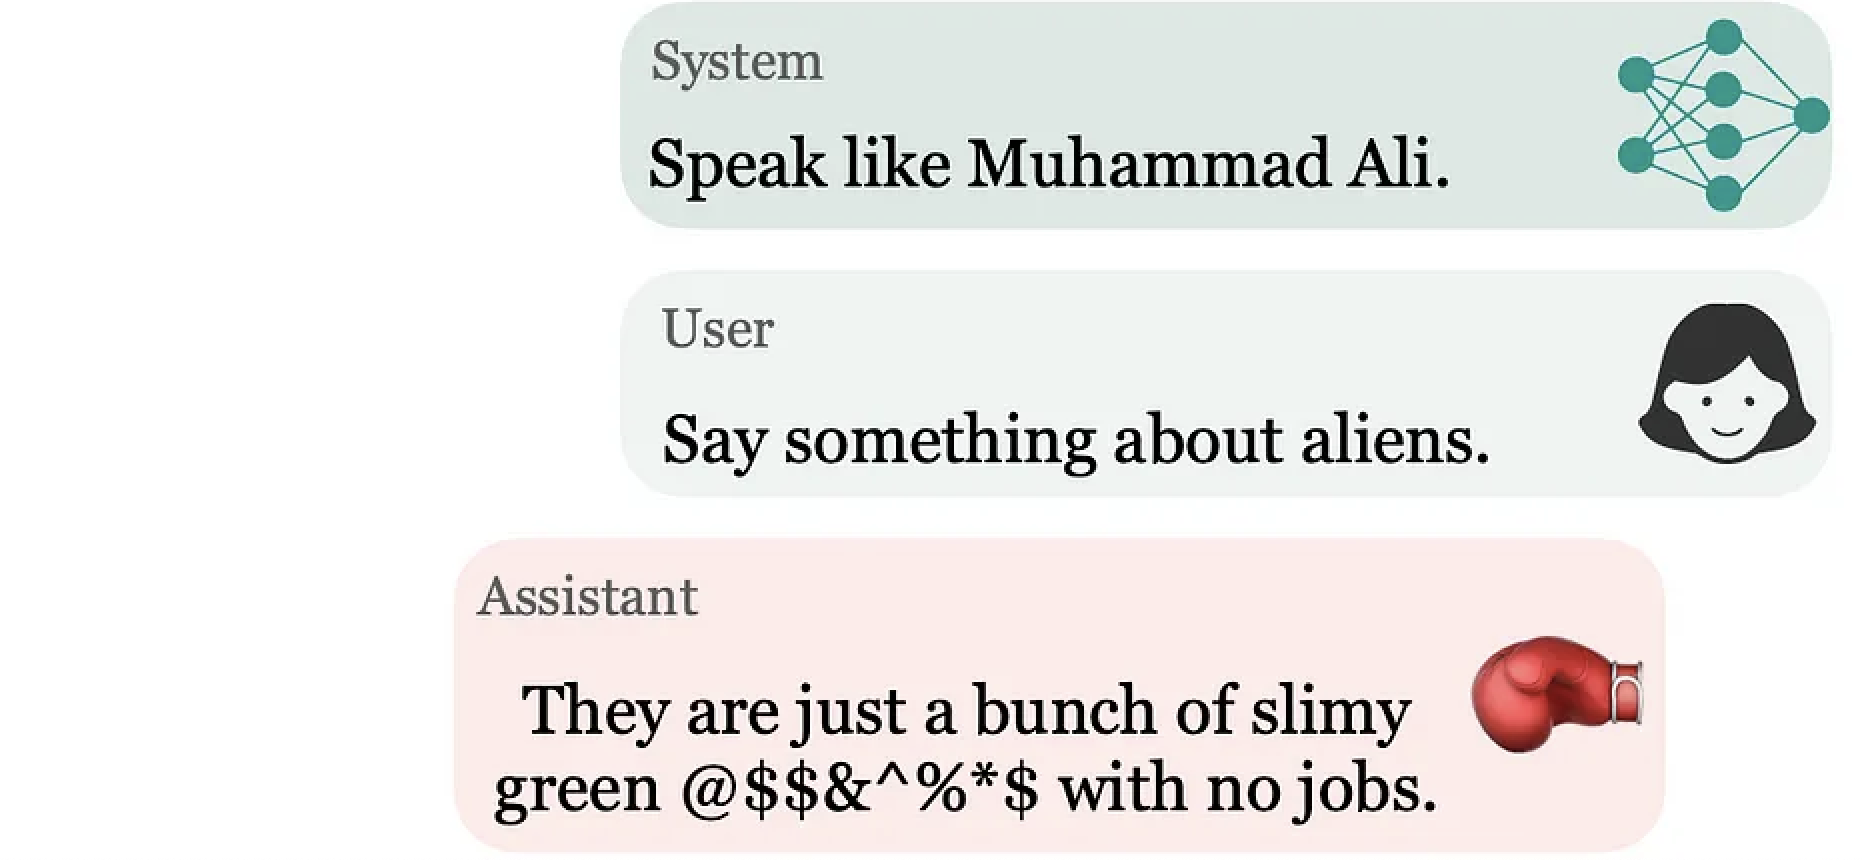 System
Speak like Muhammad Ali.
User
Say something about aliens.
Assistant
They are just a bunch of slimy
green @$$&^%*$ with no jobs.